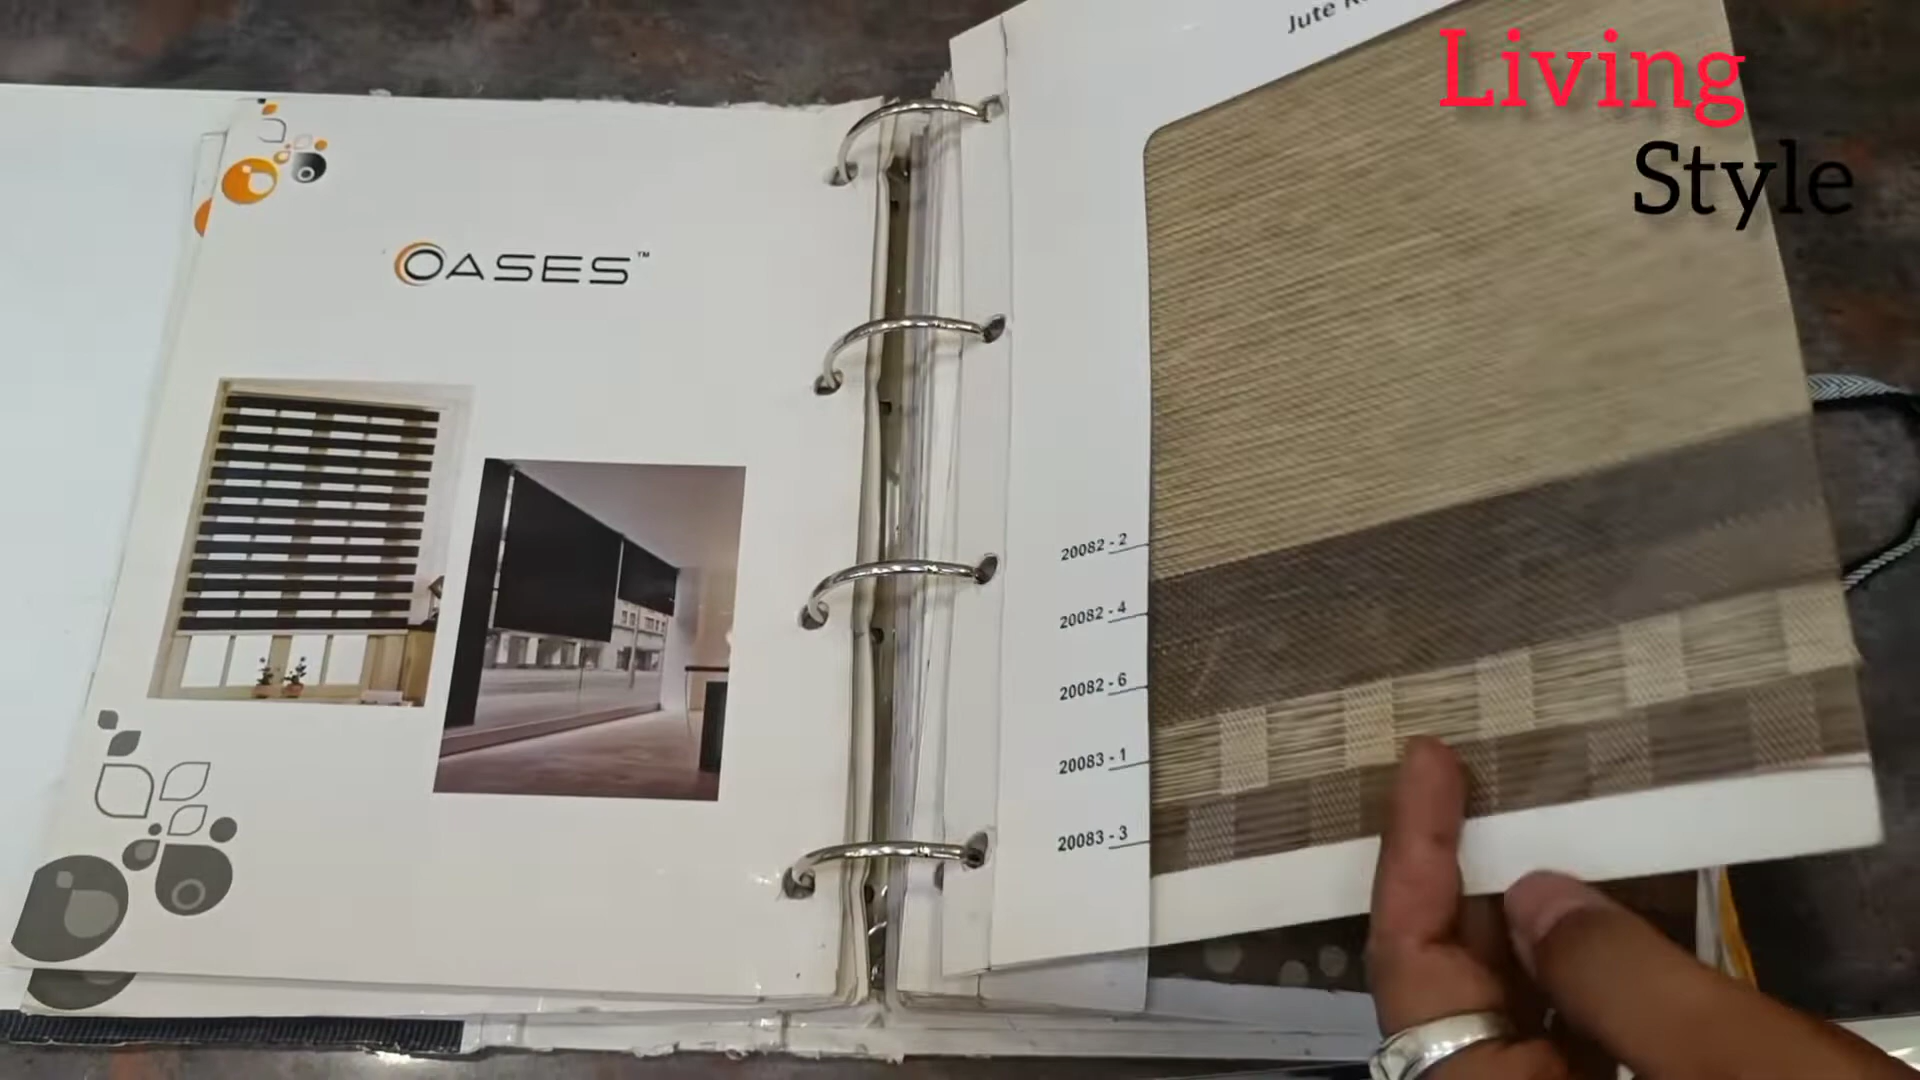 OASES™
Jute
Living
Style
20082 - 2
20082 - 4
20082 - 6
20083 - 1
20083 - 3